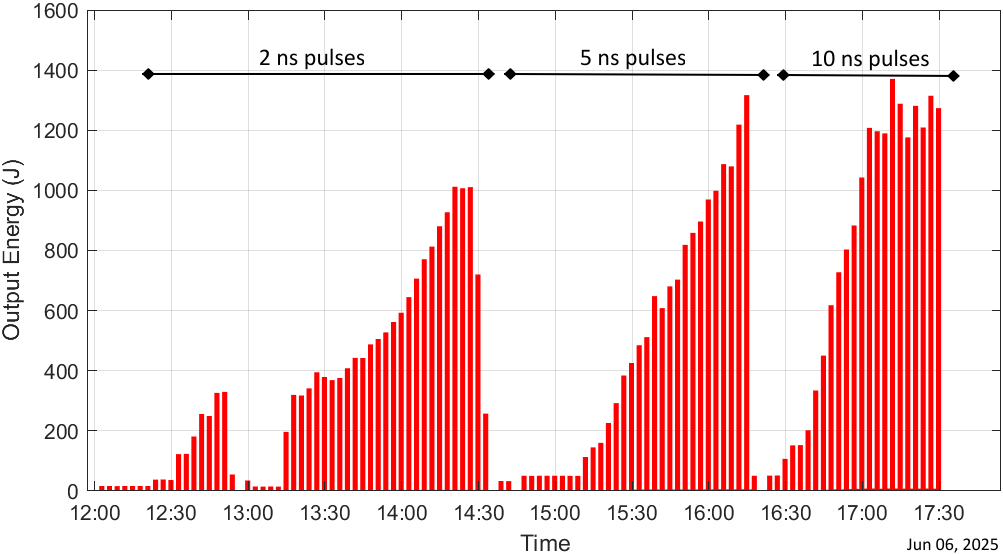 1600
1400
1200
1000
800
600
400
200
0
Output Energy (J)
2 ns pulses
5 ns pulses
10 ns pulses
12:00 12:30 13:00 13:30 14:00 14:30 15:00 15:30 16:00 16:30 17:00 17:30
Time
Jun 06, 2025